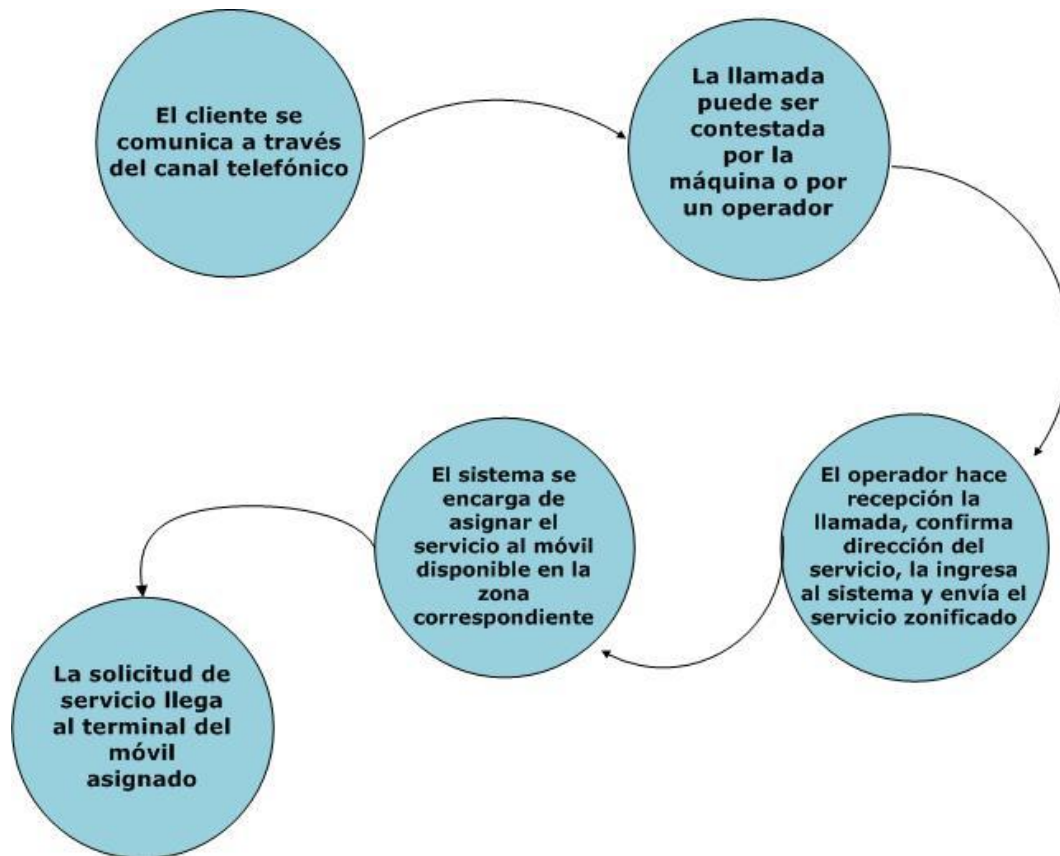 El cliente se
comunica a través
del canal telefónico
La llamada
puede ser
contestada
por la
máquina o por
un operador
El operador hace
recepción la
llamada, confirma
dirección del
servicio, la ingresa
al sistema y envía el
servicio zonificado
El sistema se
encarga de
asignar el
servicio al móvil
disponible en la
zona
correspondiente
La solicitud de
servicio llega
al terminal del
móvil
asignado